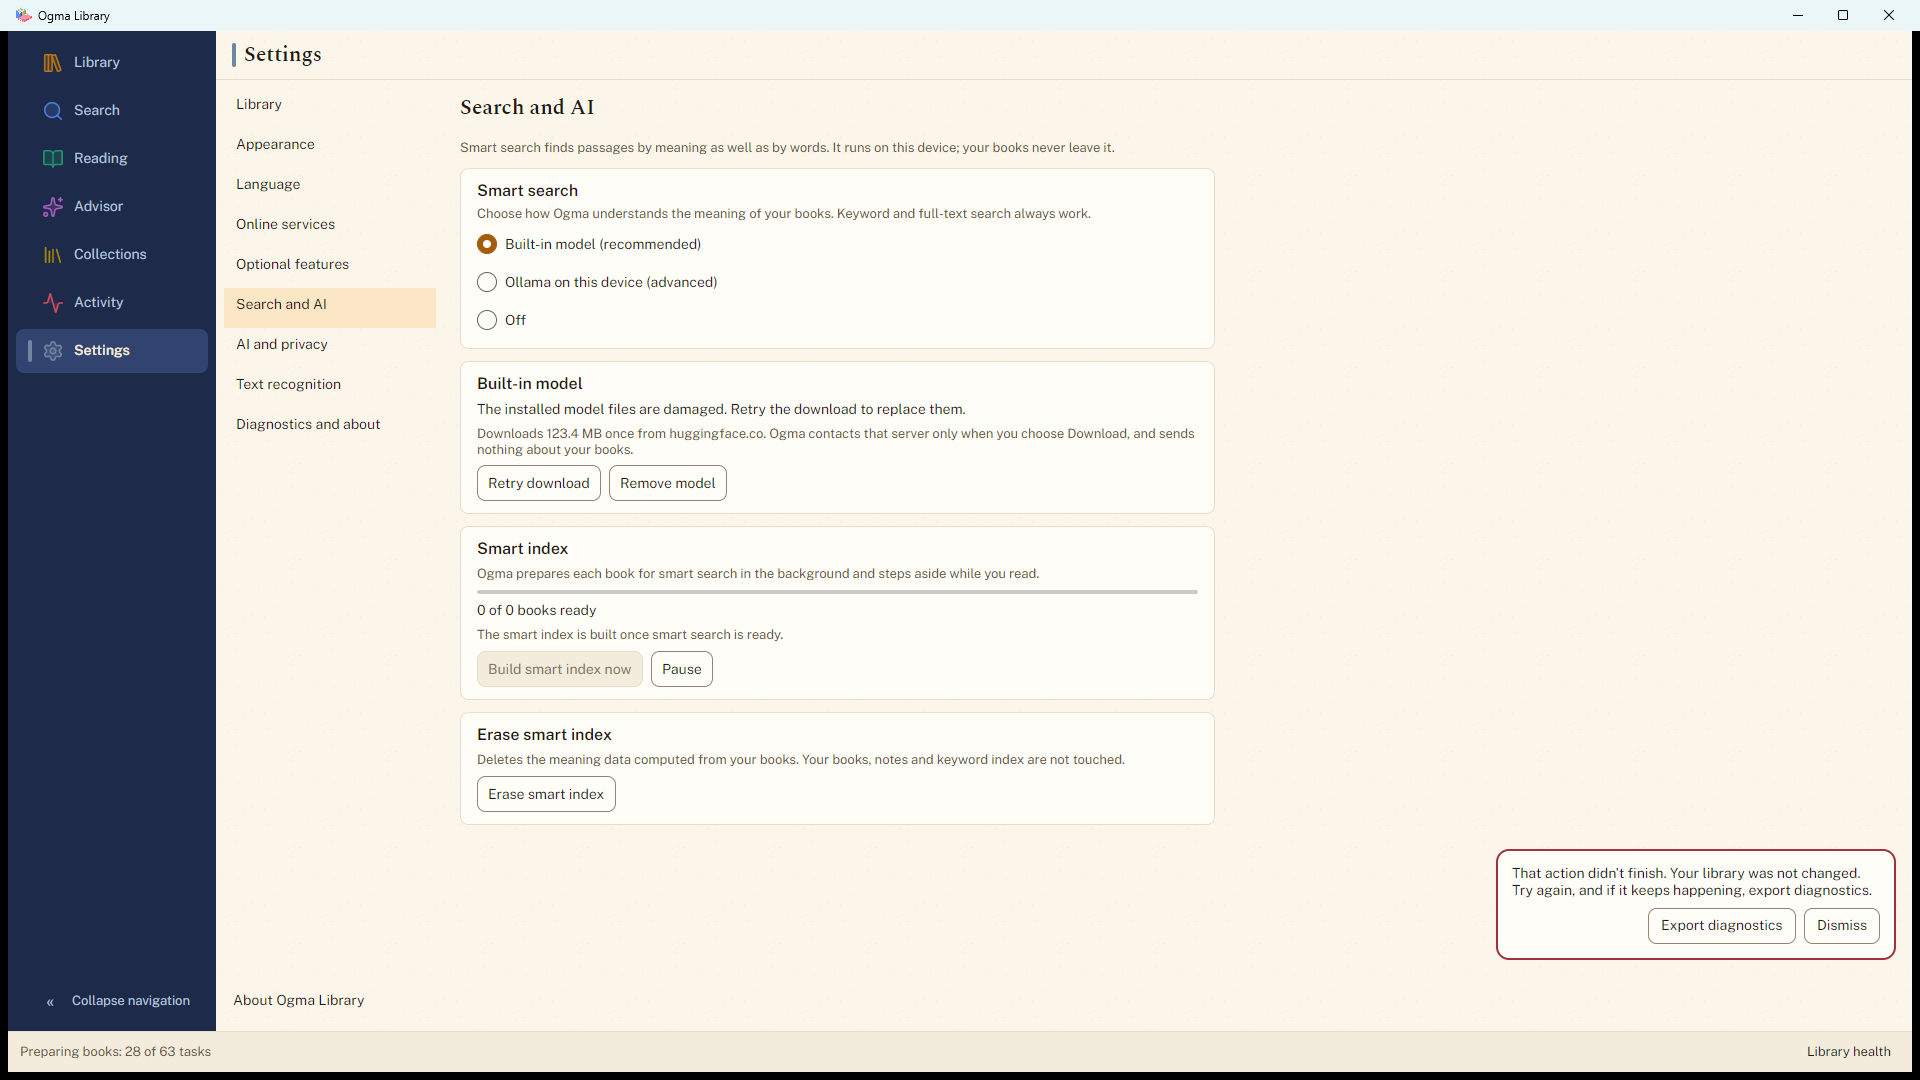 Ogma Library
Library
Search
Reading
Advisor
Collections
Activity
Settings
« Collapse navigation
Settings
Library
Appearance
Language
Online services
Optional features
Search and AI
AI and privacy
Text recognition
Diagnostics and about
About Ogma Library
Search and AI
Smart search finds passages by meaning as well as by words. It runs on this device; your books never leave it.
Smart search
Choose how Ogma understands the meaning of your books. Keyword and full-text search always work.
Built-in model (recommended)
Ollama on this device (advanced)
Off
Built-in model
The installed model files are damaged. Retry the download to replace them.
Downloads 123.4 MB once from huggingface.co. Ogma contacts that server only when you choose Download, and sends
nothing about your books.
Retry download Remove model
Smart index
Ogma prepares each book for smart search in the background and steps aside while you read.
0 of 0 books ready
The smart index is built once smart search is ready.
Build smart index now Pause
Erase smart index
Deletes the meaning data computed from your books. Your books, notes and keyword index are not touched.
Erase smart index
That action didn't finish. Your library was not changed.
Try again, and if it keeps happening, export diagnostics.
Export diagnostics Dismiss
Preparing books: 28 of 63 tasks
Library health